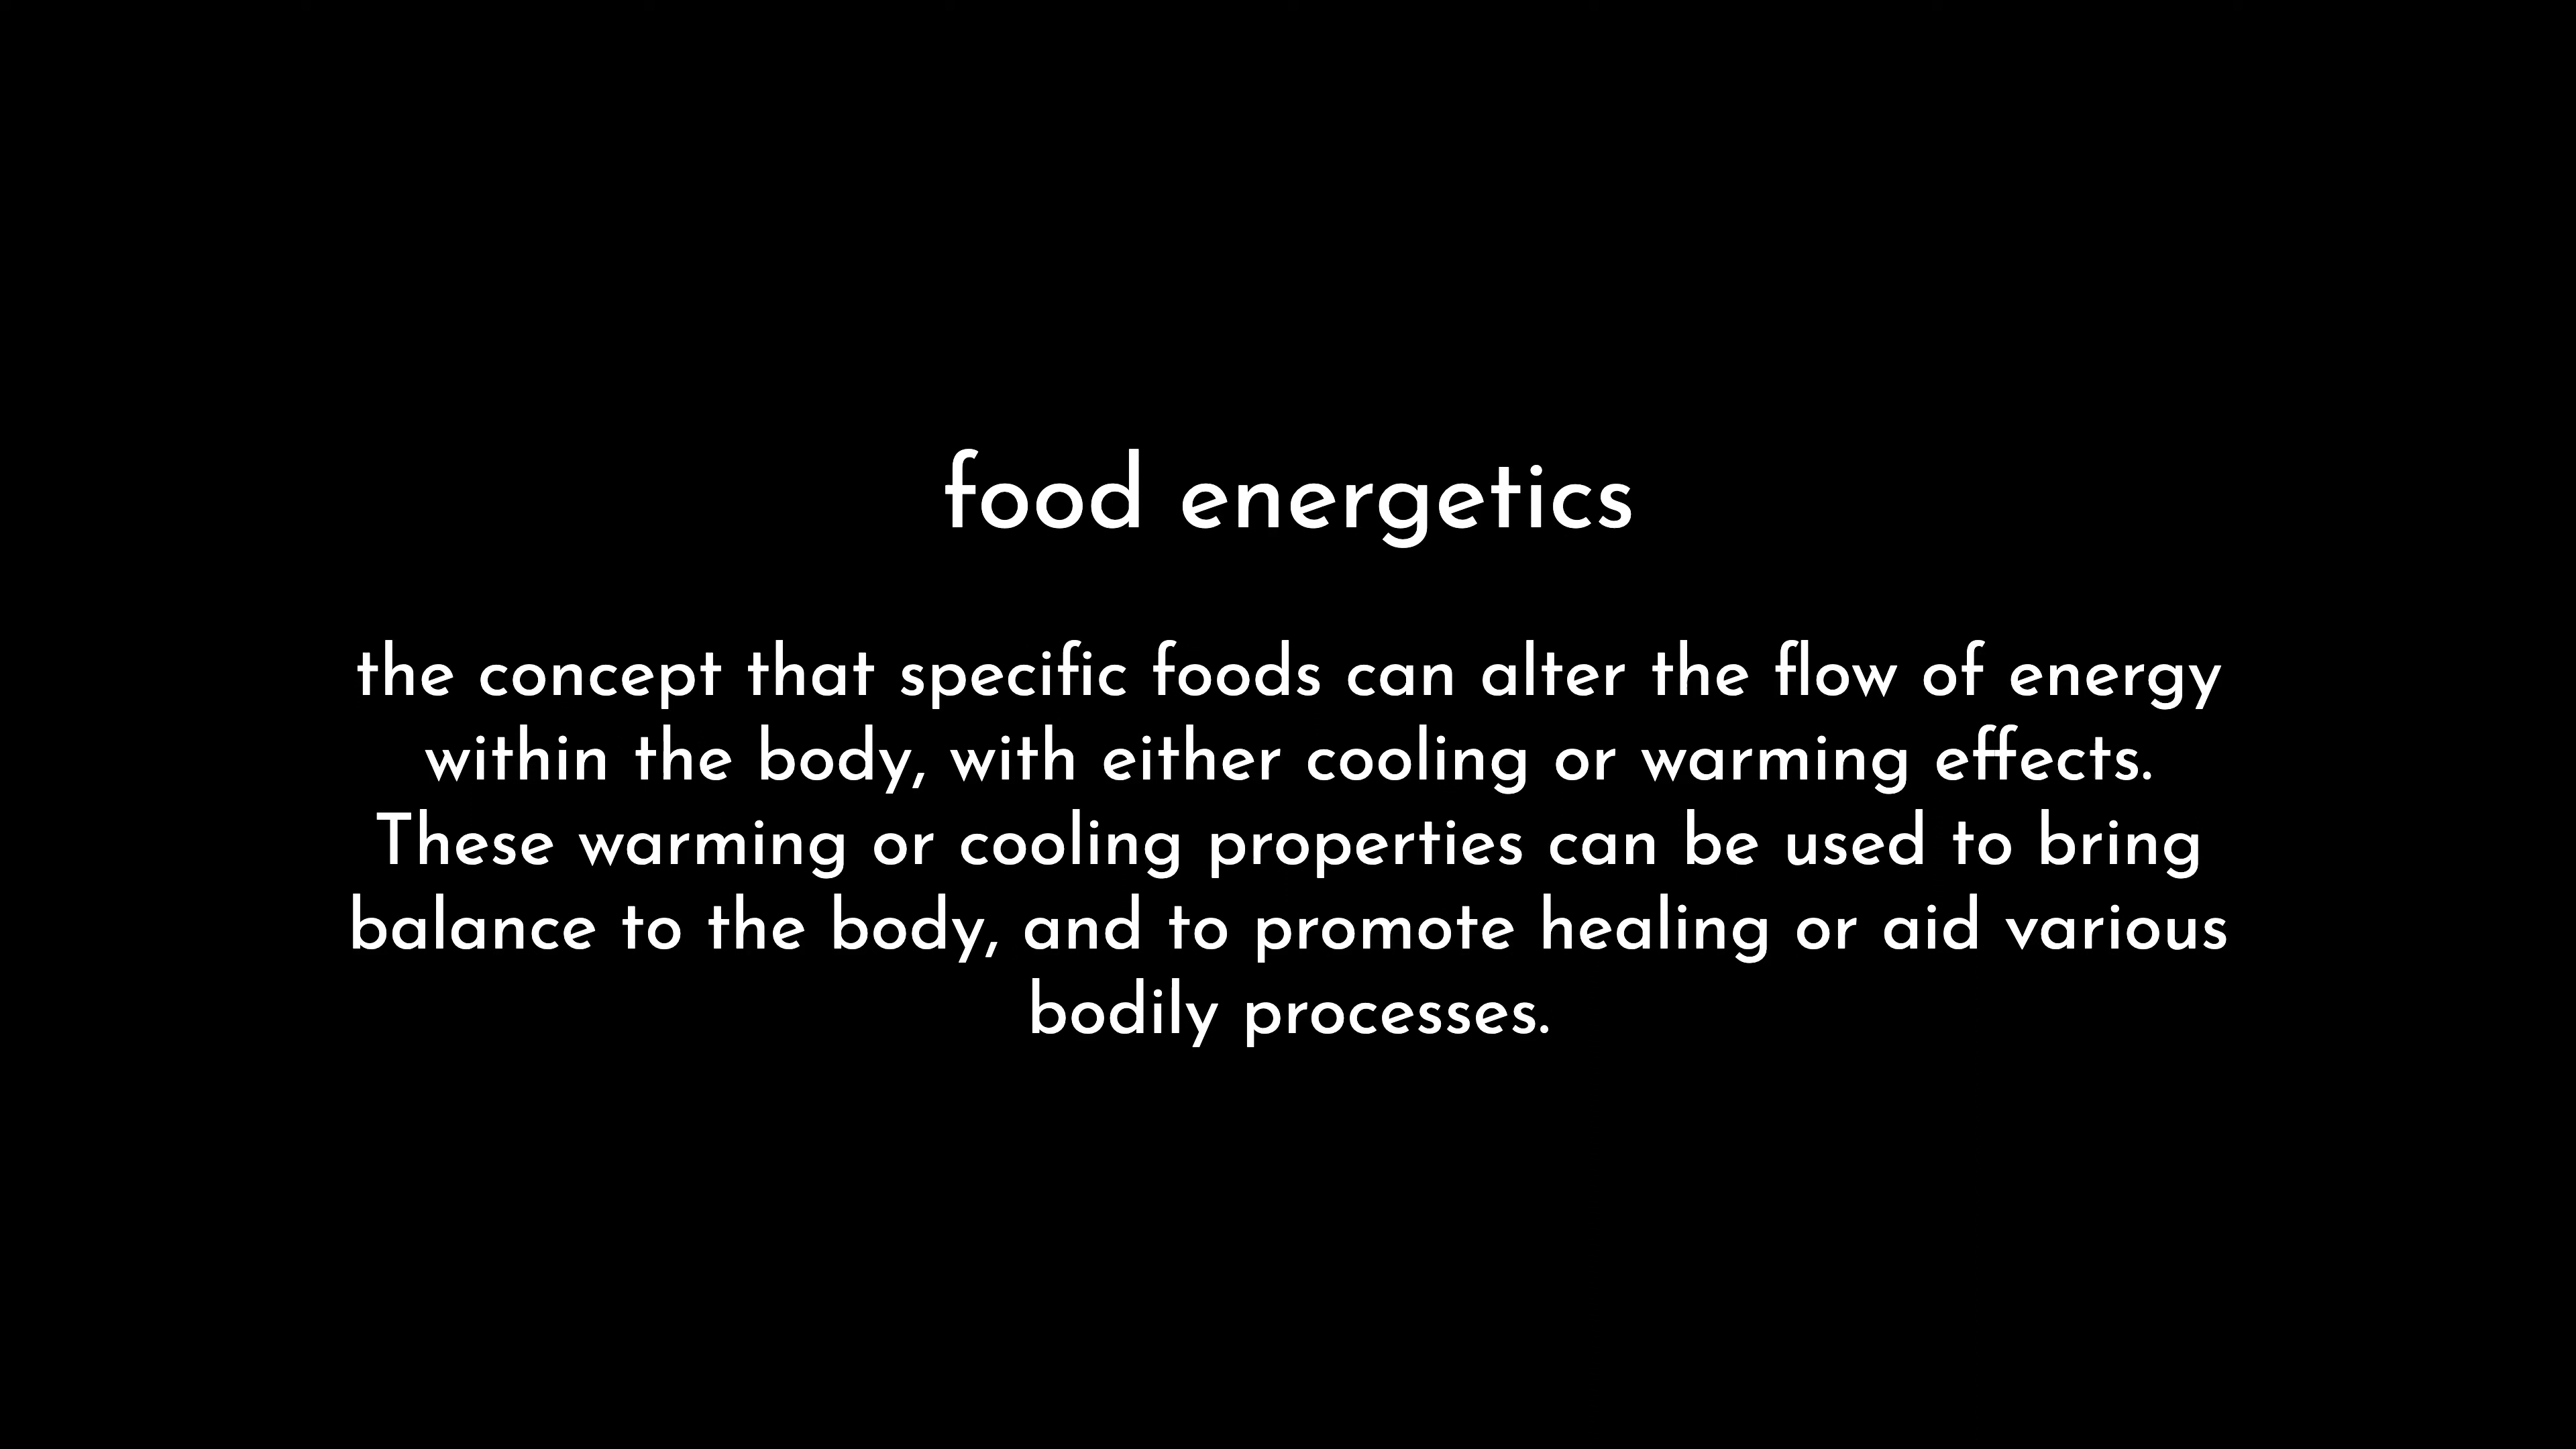 food energetics
the concept that specific foods can alter the flow of energy
within the body, with either cooling or warming effects.
These warming or cooling properties can be used to bring
balance to the body, and to promote healing or aid various
bodily processes.